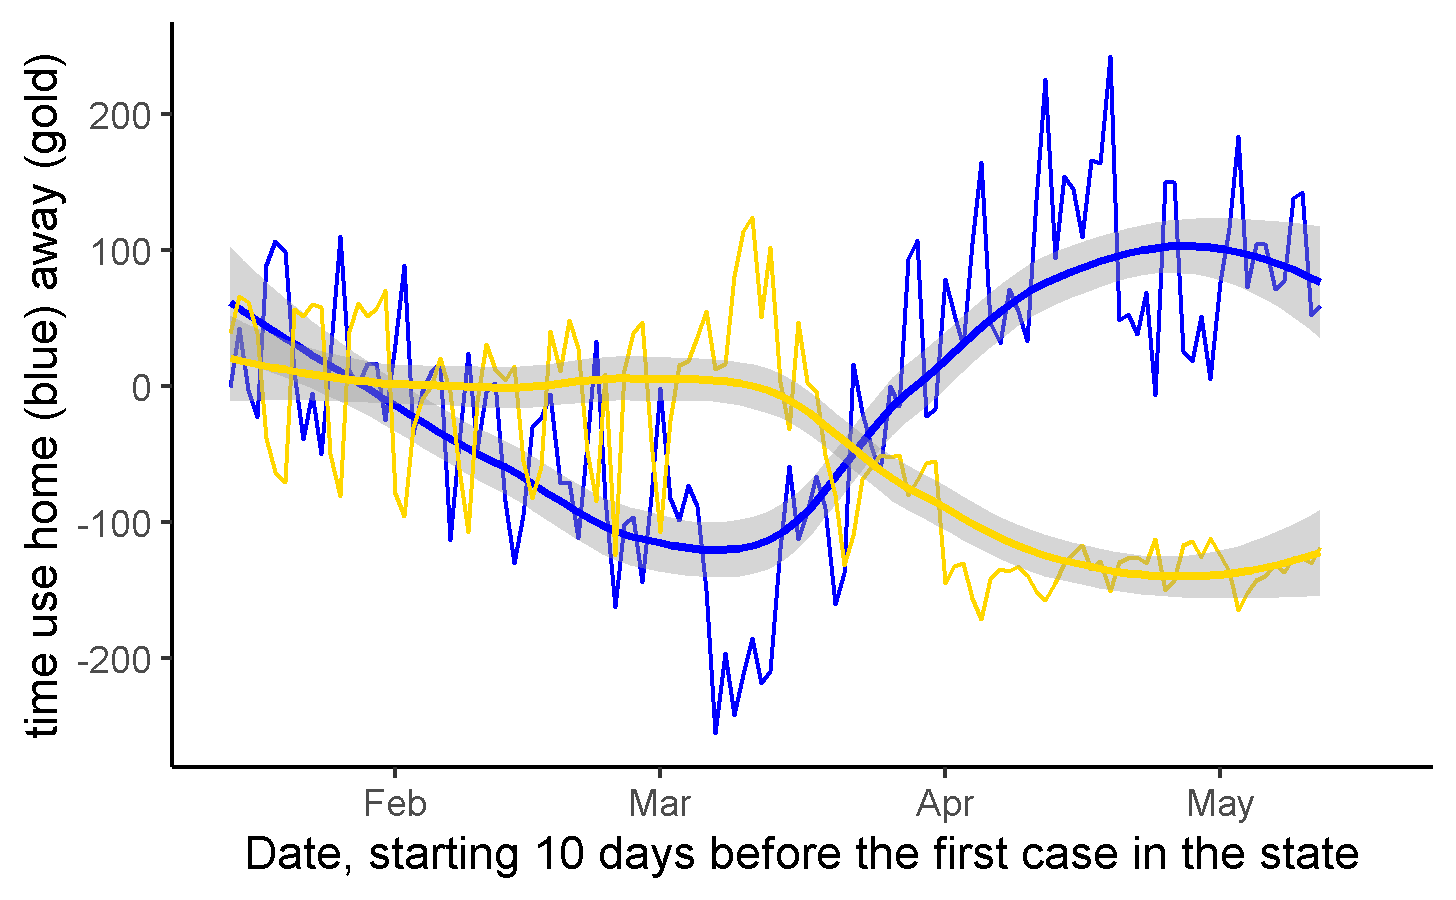 time use home (blue) away (gold)
200
100
0
-100
-200
Feb
Mar
Apr
May
Date, starting 10 days before the first case in the state